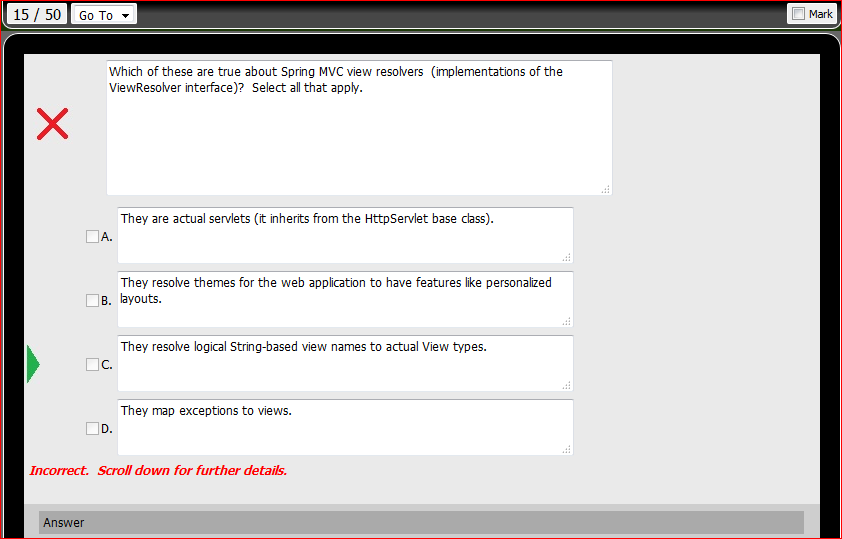 15 / 50 Go To Mark
Which of these are true about Spring MVC view resolvers  (implementations of the
ViewResolver interface)?  Select all that apply.
A. They are actual servlets (it inherits from the HttpServlet base class).
They resolve themes for the web application to have features like personalized
B. layouts.
C. They resolve logical String-based view names to actual View types.
D. They map exceptions to views.
Incorrect.  Scroll down for further details.
Answer